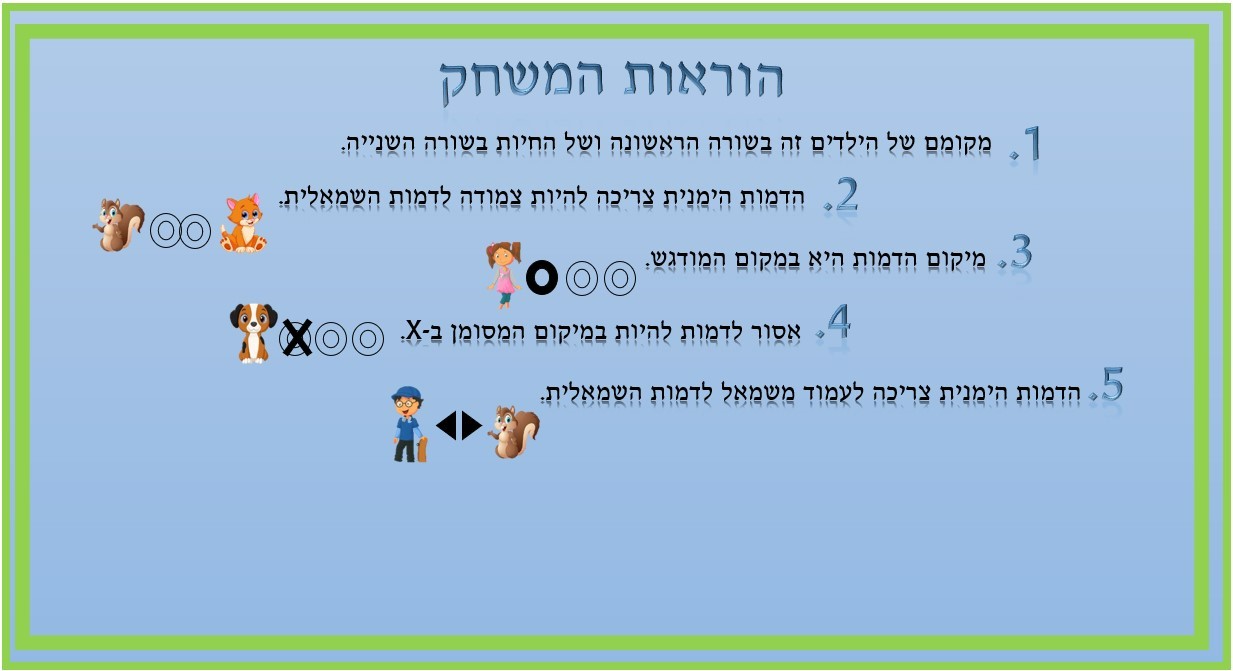 הוראות המשחק
1. מקומם של הילדים זה בשורה הראשונה ושל החיות בשורה השנייה.
2. הדמות הימנית צריכה להיות צמודה לדמות השמאלית.
3. מיקום הדמות היא במקום המודגש.
4. אסור לדמות להיות במיקום המסומן ב-X.
5. הדמות הימנית צריכה לעמוד משמאל לדמות השמאלית.